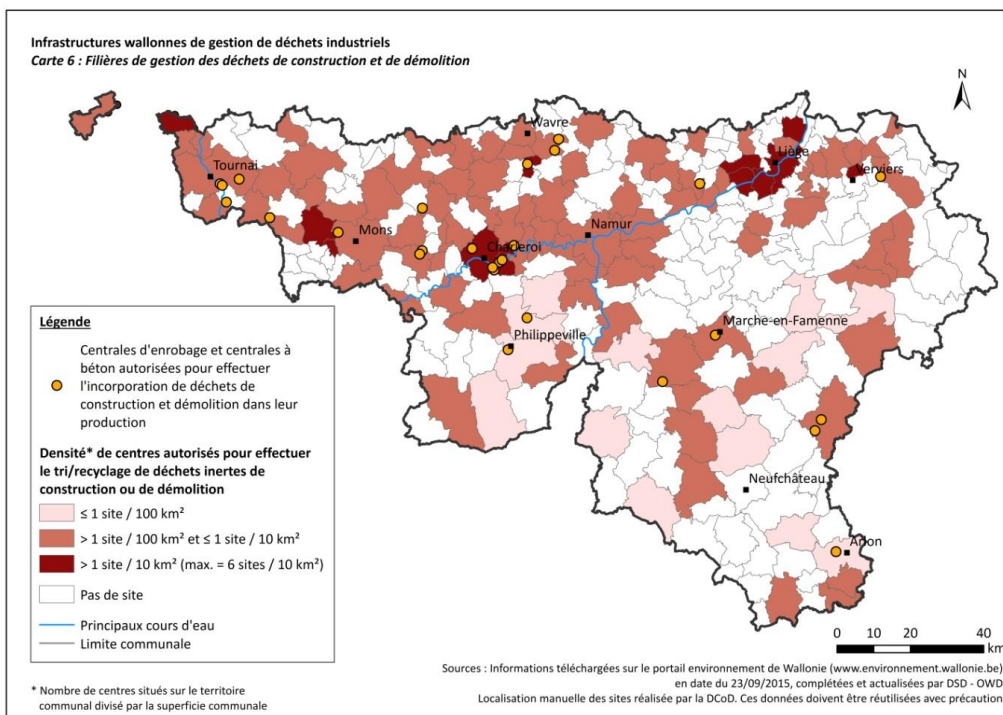 Infrastructures wallonnes de gestion de déchets industriels
Carte 6 : Filières de gestion des déchets de construction et de démolition
N
Wavre
Liège
Tournai
Verviers
Mons
Namur
Charleroi
Marche-en-Famenne
Philippeville
Neufchâteau
Arlon
Légende
Centrales d'enrobage et centrales à
béton autorisées pour effectuer
l'incorporation de déchets de
construction et démolition dans leur
production
Densité* de centres autorisés pour effectuer
le tri/recyclage de déchets inertes de
construction ou de démolition
≤ 1 site / 100 km²
> 1 site / 100 km² et ≤ 1 site / 10 km²
> 1 site / 10 km² (max. = 6 sites / 10 km²)
Pas de site
Principaux cours d'eau
Limite communale
0 10 20 40
km
* Nombre de centres situés sur le territoire
communal divisé par la superficie communale
Sources : Informations téléchargées sur le portail environnement de Wallonie (www.environnement.wallonie.be)
en date du 23/09/2015, complétées et actualisées par DSD - OWD
Localisation manuelle des sites réalisée par la DCoD. Ces données doivent être réutilisées avec précaution